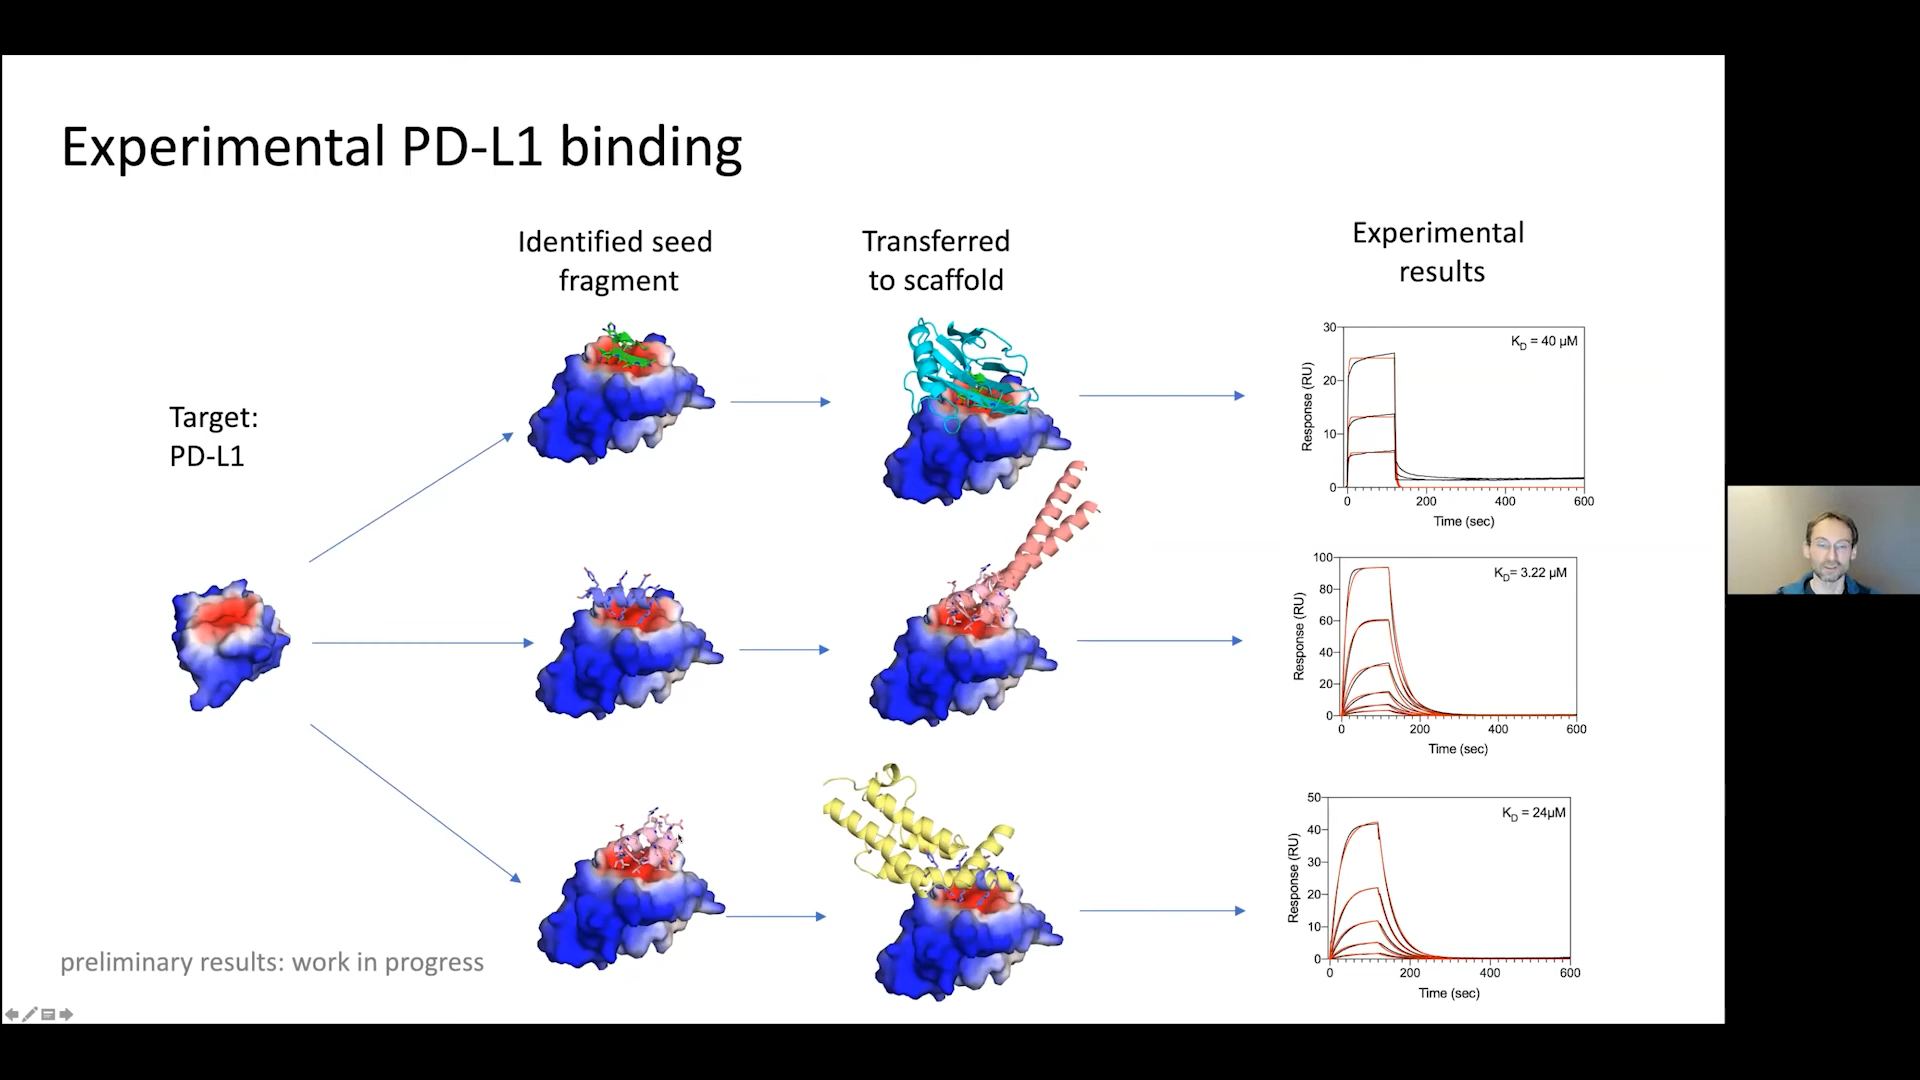 Experimental PD-L1 binding
Identified seed
fragment
Transferred
to scaffold
Experimental
results
Target:
PD-L1
30
20
10
0
Response (RU)
KD = 40 µM
0
200
400
600
Time (sec)
100
80
60
40
20
0
Response (RU)
KD= 3.22 µM
0
200
400
600
Time (sec)
50
40
30
20
10
0
Response (RU)
KD = 24µM
0
200
400
600
Time (sec)
preliminary results: work in progress